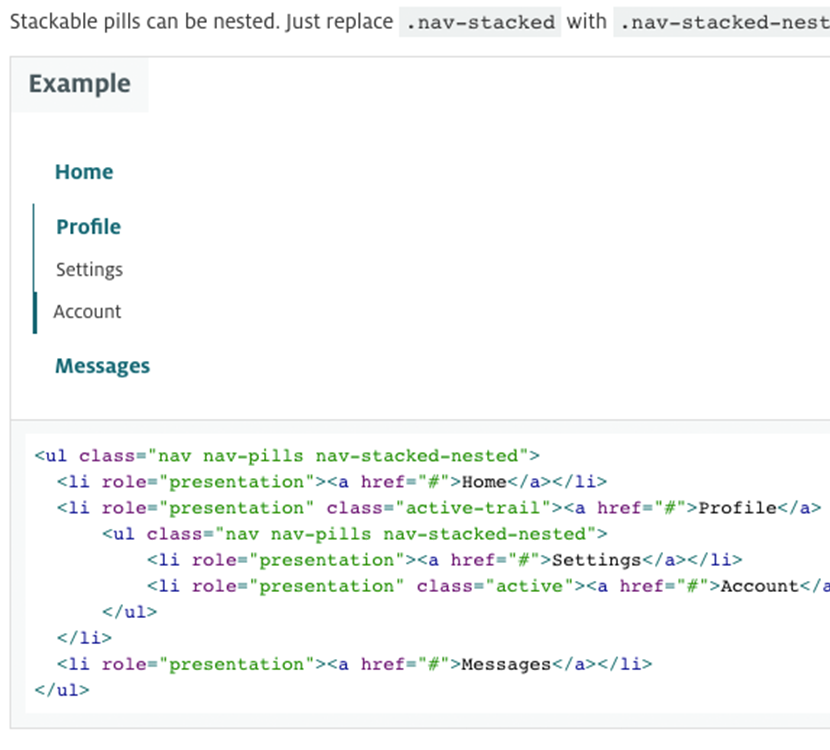 Stackable pills can be nested. Just replace .nav-stacked with .nav-stacked-nest
Example
Home
Profile
Settings
Account
Messages
<ul class="nav nav-pills nav-stacked-nested">
<li role="presentation"><a href="#">Home</a></li>
<li role="presentation" class="active-trail"><a href="#">Profile</a>
<ul class="nav nav-pills nav-stacked-nested">
<li role="presentation"><a href="#">Settings</a></li>
<li role="presentation" class="active"><a href="#">Account</a
</ul>
</li>
<li role="presentation"><a href="#">Messages</a></li>
</ul>